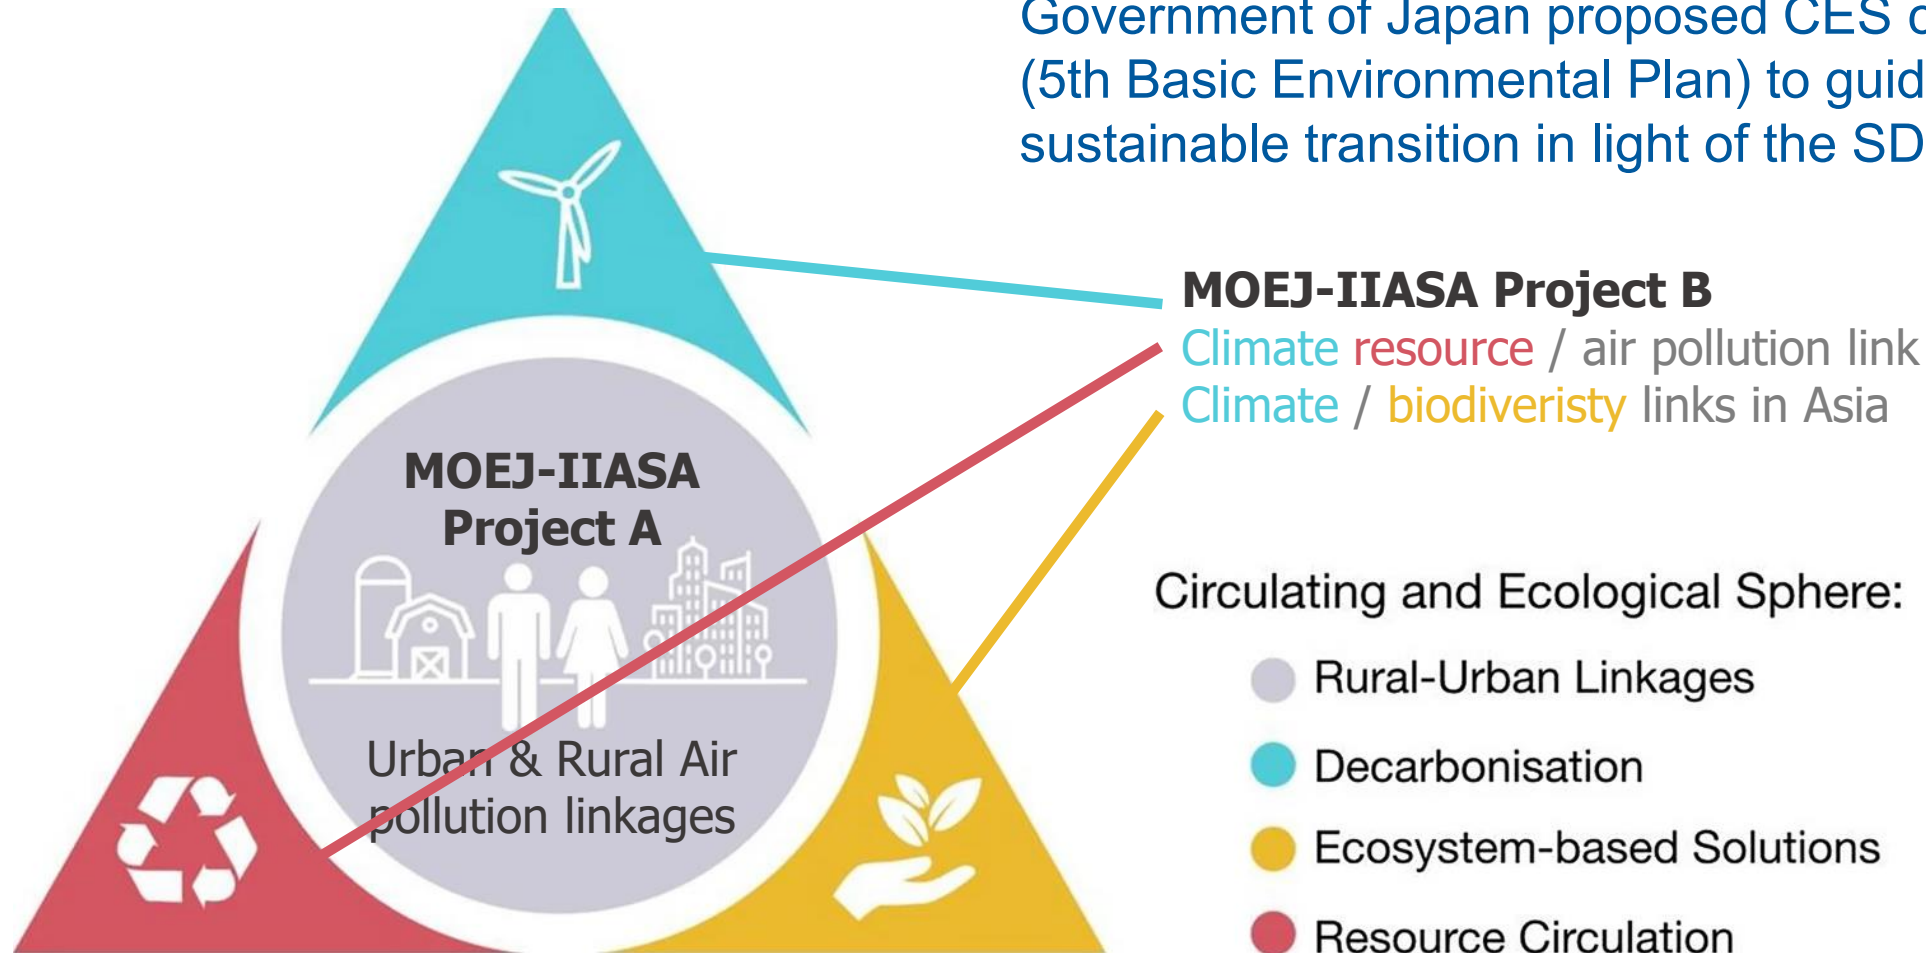 Government of Japan proposed CES
(5th Basic Environmental Plan) to guid
sustainable transition in light of the SD
MOEJ-IIASA Project B
Climate resource / air pollution link
Climate / biodiveristy links in Asia
MOEJ-IIASA
Project A
Urban & Rural Air
pollution linkages
Circulating and Ecological Sphere:
Rural-Urban Linkages
Decarbonisation
Ecosystem-based Solutions
Resource Circulation